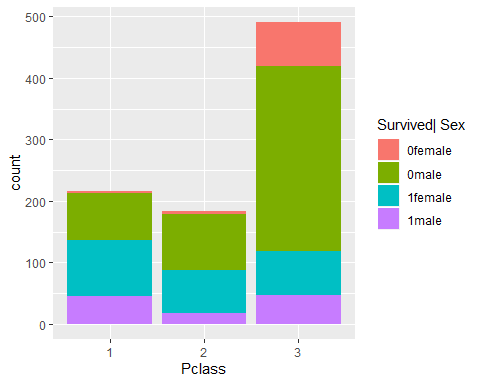 500
400
300
200
100
0
count
1 2 3
Pclass
Survived| Sex
0female
0male
1female
1male